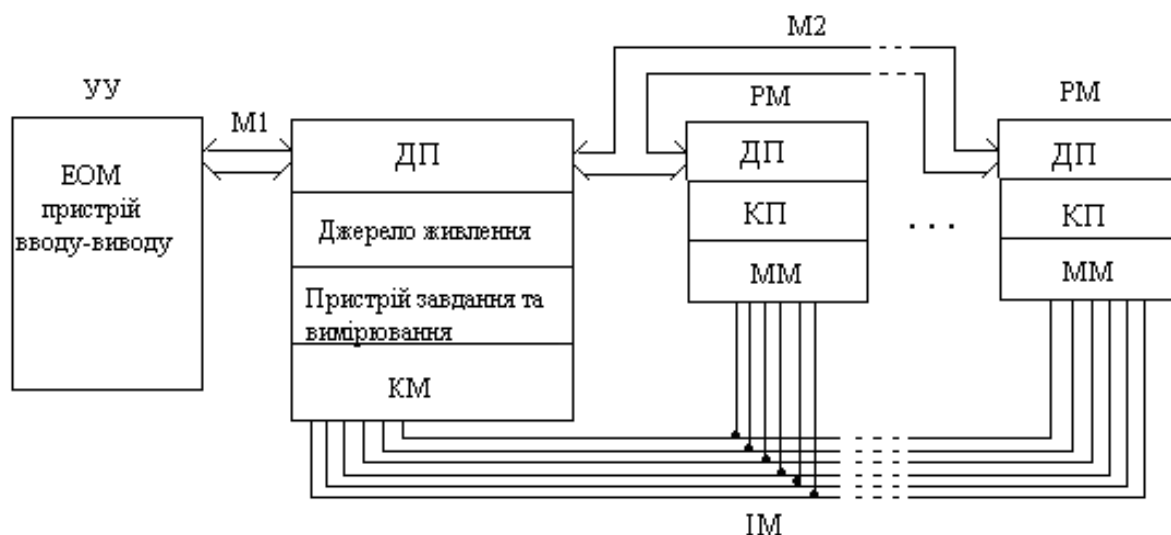 М2
УУ
РМ
РМ
М1
ЕОМ
пристрій
вводу-виводу
ДП
Джерело живлення
Пристрій завдання та
вимірювання
КМ
ДП
КП
ММ
. . .
ДП
КП
ММ
ІМ